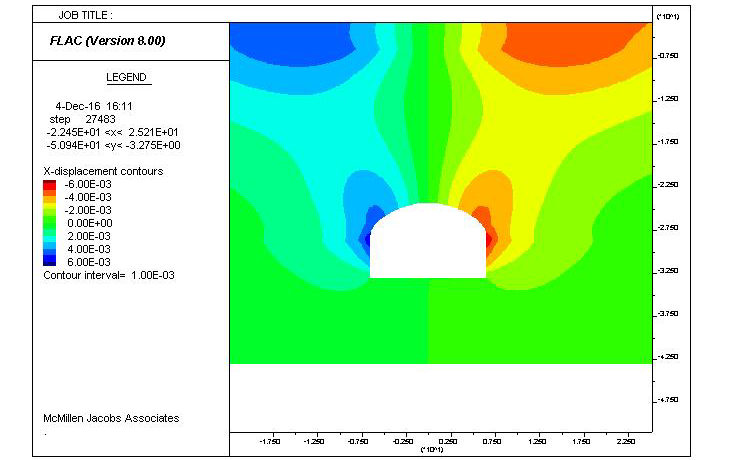 JOB TITLE :
FLAC (Version 8.00)
LEGEND
4-Dec-16 16:11
step 27483
-2.245E+01 <x< 2.521E+01
-5.094E+01 <y< -3.275E+00
X-displacement contours
-6.00E-03
-4.00E-03
-2.00E-03
0.00E+00
2.00E-03
4.00E-03
6.00E-03
Contour interval= 1.00E-03
McMillen Jacobs Associates
(*10^1)
-0.750
-1.250
-1.750
-2.250
-2.750
-3.250
-3.750
-4.250
-4.750
-1.750 -1.250 -0.750 -0.250 0.250 0.750 1.250 1.750 2.250
(*10^1)